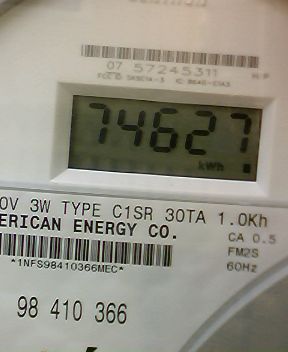 07 57245311
74627
kWh
0V 3W TYPE C1SR 30TA 1.0Kh
ERICAN ENERGY CO.
CA 0.5
FM2S
60Hz
*1NFS98410366MEC*
98 410 366